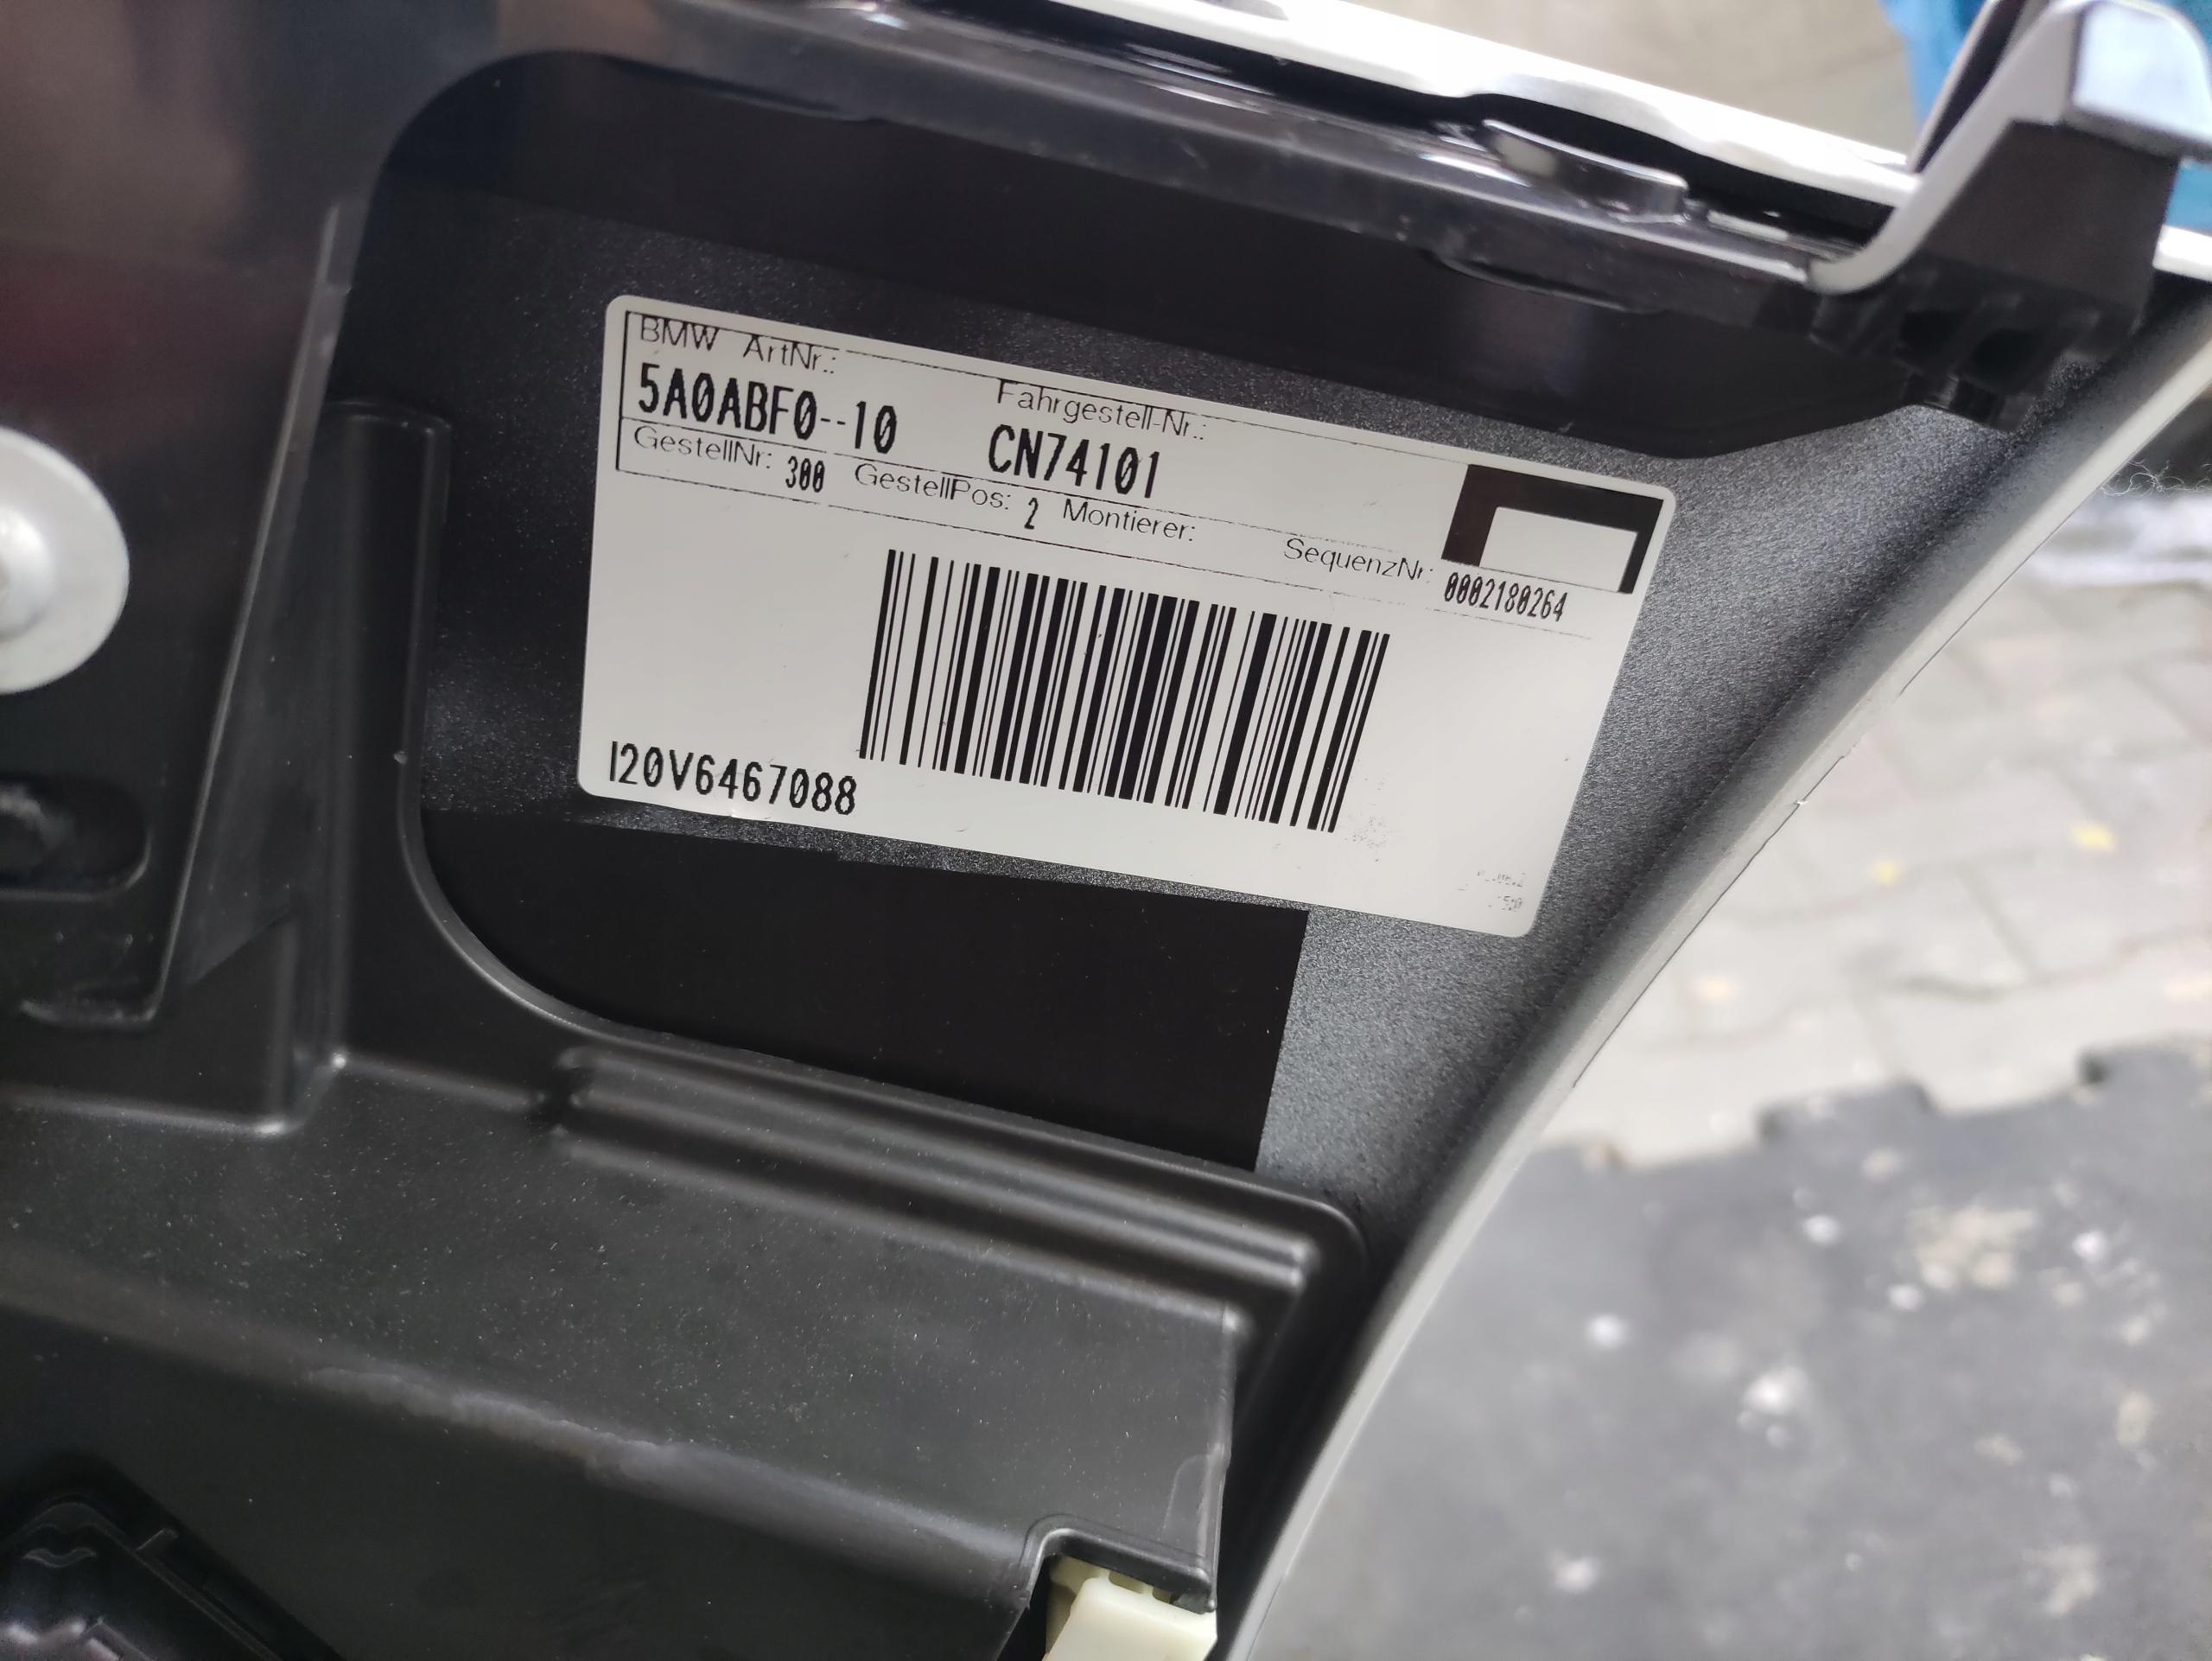 BMW ArtNr.: Fahrgestell-Nr.:
5A0ABF0--10 CN74101
GestellNr: 300 GestellPos: 2 Montierer: SequenzNr: 0002180264
I20V6467088